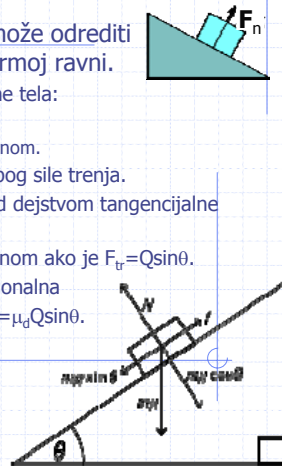 može odrediti
rmoj ravni.
F_n
ne tela:
nom.
bog sile trenja.
d dejstvom tangencijalne
nom ako je F_tr=Qsinθ.
onalna
=μ_dQsinθ.
N
f
mg sin θ
mg cos θ
mg
θ